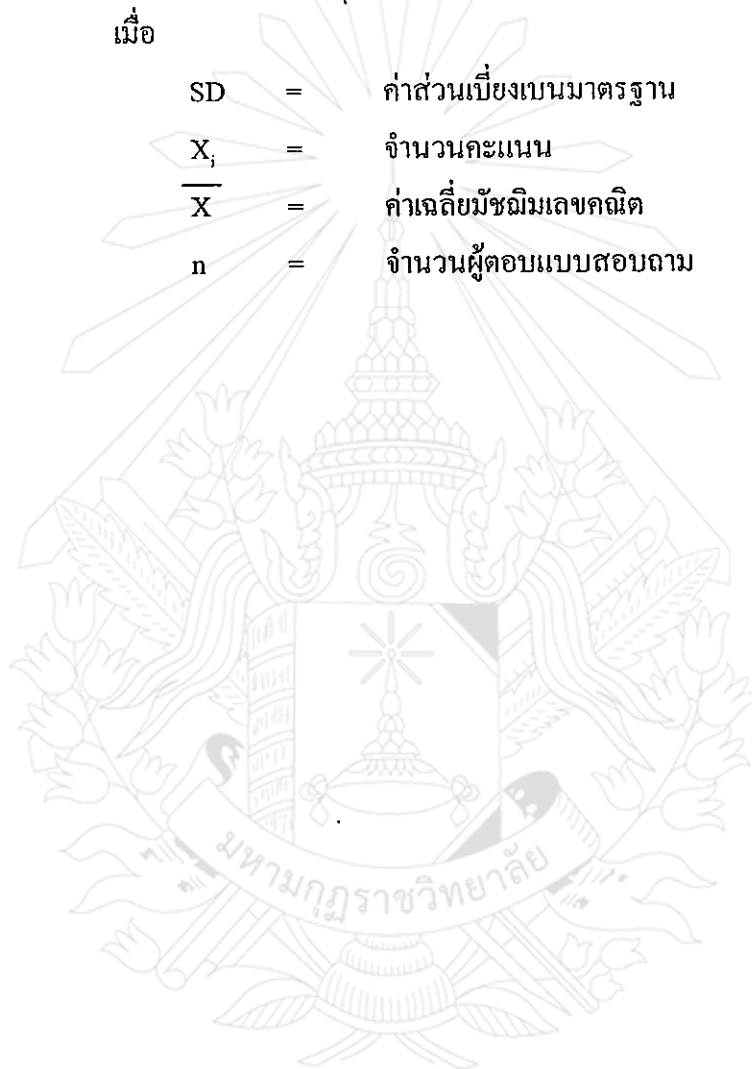 เมื่อ
SD = ค่าส่วนเบี่ยงเบนมาตรฐาน
Xᵢ = จำนวนคะแนน
X̅ = ค่าเฉลี่ยมัชฌิมเลขคณิต
n = จำนวนผู้ตอบแบบสอบถาม
มหามกุฏราชวิทยาลัย